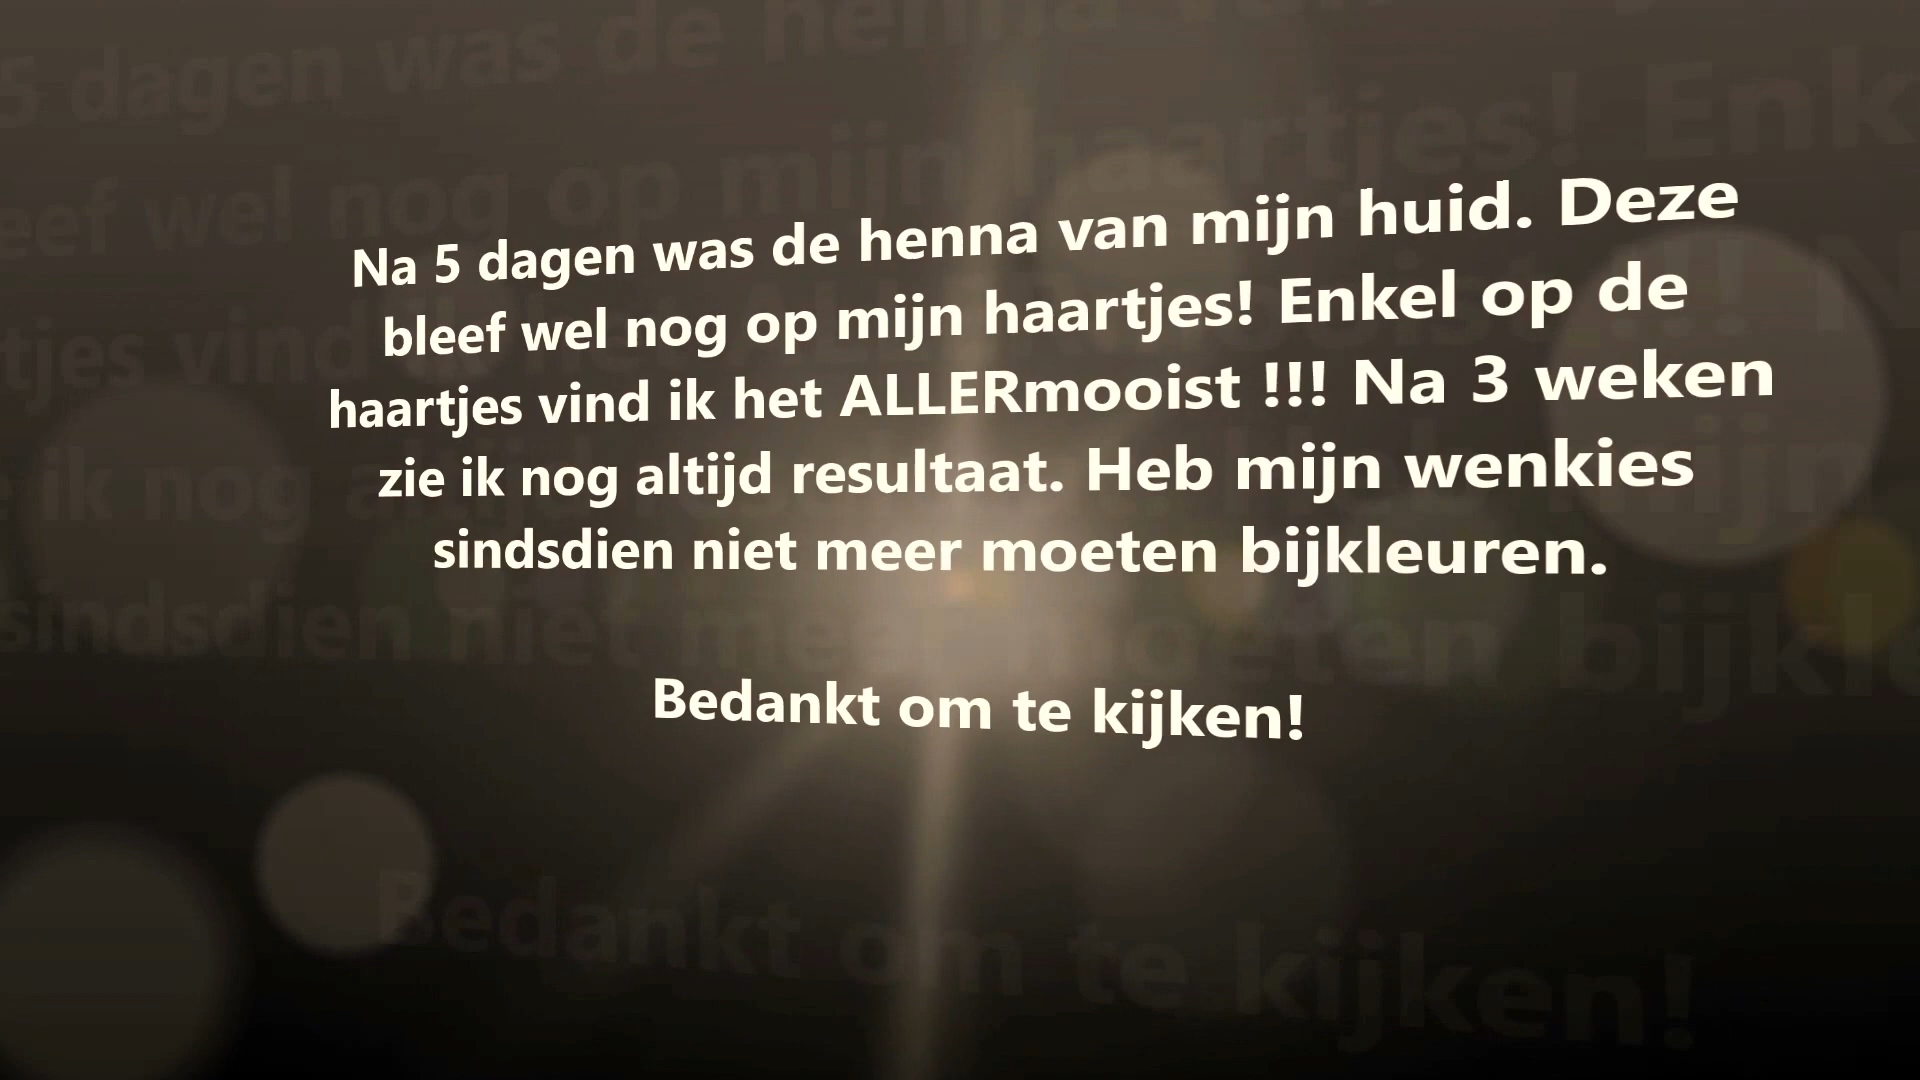 Na 5 dagen was de henna van mijn huid. Deze
bleef wel nog op mijn haartjes! Enkel op de
haartjes vind ik het ALLERmooist !!! Na 3 weken
zie ik nog altijd resultaat. Heb mijn wenkies
sindsdien niet meer moeten bijkleuren.
Bedankt om te kijken!